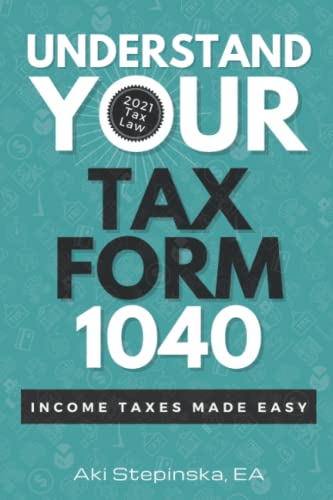 UNDERSTAND
YOUR
2021
Tax
Law
TAX
FORM
1040
INCOME TAXES MADE EASY
Aki Stepinska, EA